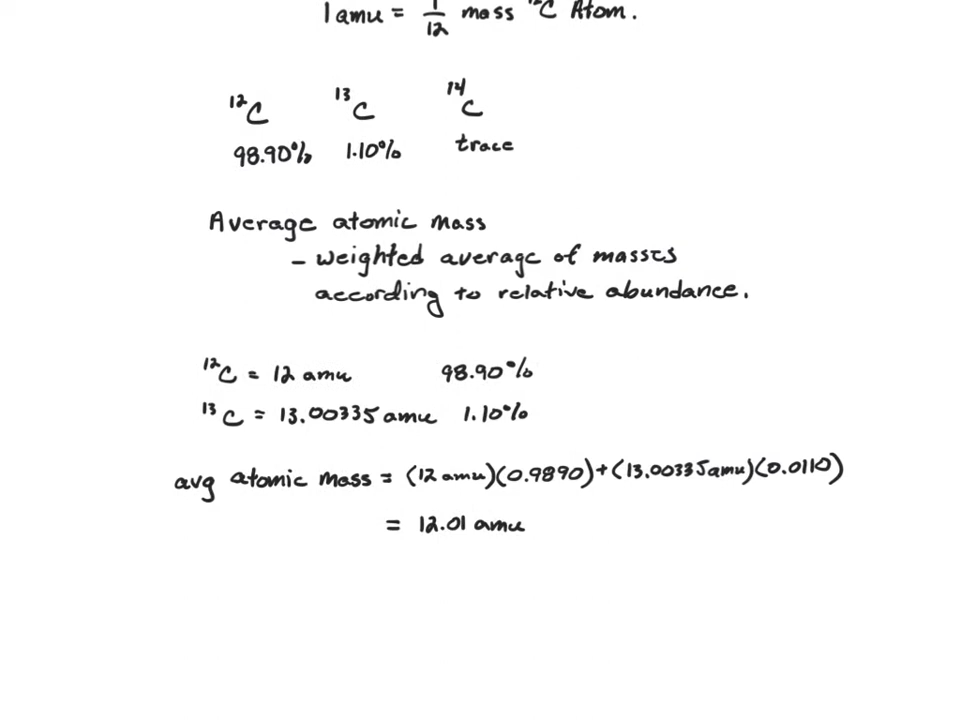 1 amu = 1/12 mass ¹²C Atom.
¹²C ¹³C ¹⁴C
98.90% 1.10% trace
Average atomic mass
- weighted average of masses
according to relative abundance.
¹²C = 12 amu 98.90%
¹³C = 13.00335 amu 1.10%
avg atomic mass = (12 amu)(0.9890)+(13.00335amu)(0.0110)
= 12.01 amu